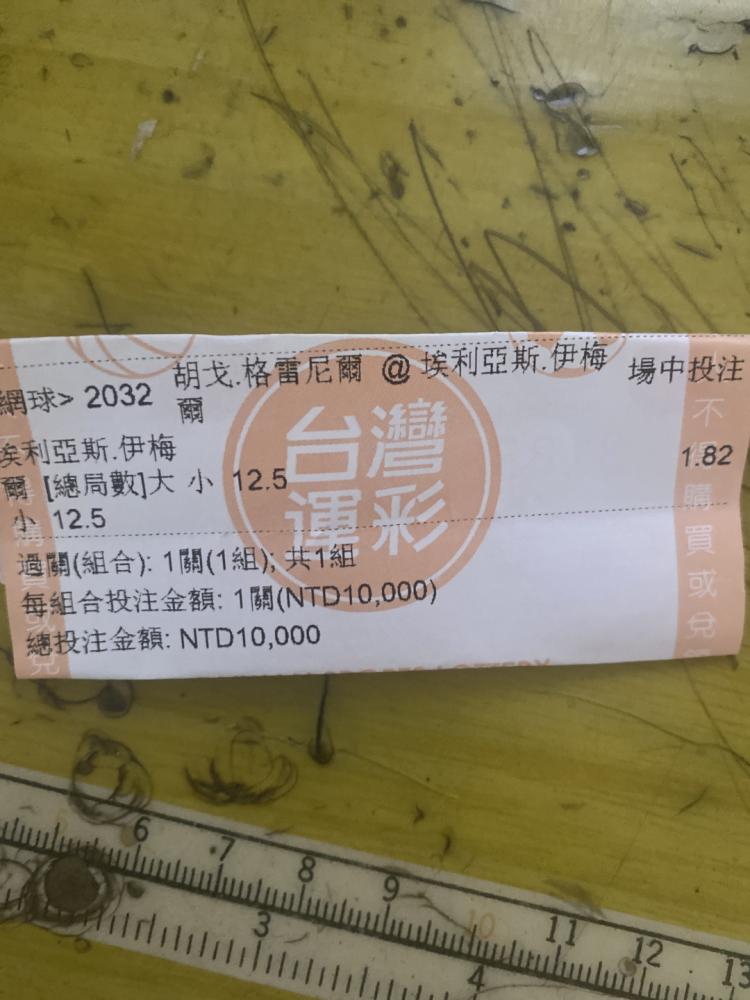 網球> 2032 胡戈.格雷尼爾 @ 埃利亞斯.伊梅爾 場中投注
埃利亞斯.伊梅
爾 [總局數]大 小 12.5 1.82
小 12.5
過關(組合): 1關(1組); 共1組
每組合投注金額: 1關(NTD10,000)
總投注金額: NTD10,000
台灣
運彩
不
購
買
或
兌
6 7 8 9 10 11 12 13
3 4